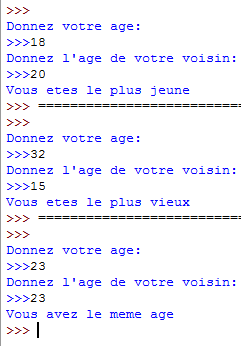 >>>
Donnez votre age:
>>>18
Donnez l'age de votre voisin:
>>>20
Vous etes le plus jeune
>>> ==========================
>>>
Donnez votre age:
>>>32
Donnez l'age de votre voisin:
>>>15
Vous etes le plus vieux
>>> ==========================
>>>
Donnez votre age:
>>>23
Donnez l'age de votre voisin:
>>>23
Vous avez le meme age
>>>